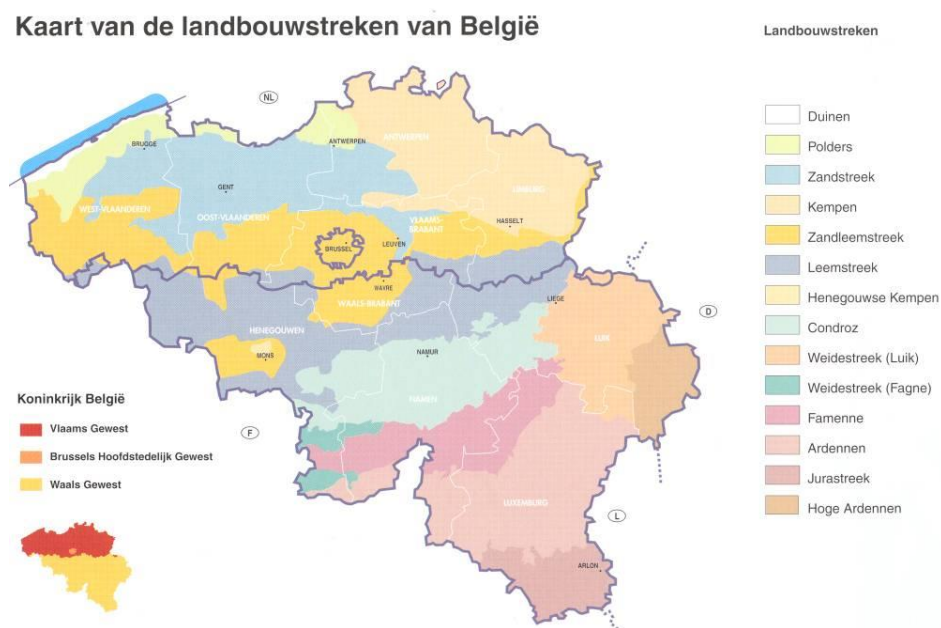 Kaart van de landbouwstreken van België
Landbouwstreken
NL
BRUGGE
ANTWERPEN
ANTWERPEN
GENT
LIMBURG
WEST-VLAANDEREN
OOST-VLAANDEREN
VLAAMS-
BRABANT
HASSELT
LEUVEN
BRUSSEL
WAVRE
WAALS-BRABANT
LIEGE
D
HENEGOUWEN
LUIK
MONS
NAMUR
NAMEN
F
LUXEMBURG
L
ARLON
Duinen
Polders
Zandstreek
Kempen
Zandleemstreek
Leemstreek
Henegouwse Kempen
Condroz
Weidestreek (Luik)
Weidestreek (Fagne)
Famenne
Ardennen
Jurastreek
Hoge Ardennen
Koninkrijk België
Vlaams Gewest
Brussels Hoofdstedelijk Gewest
Waals Gewest